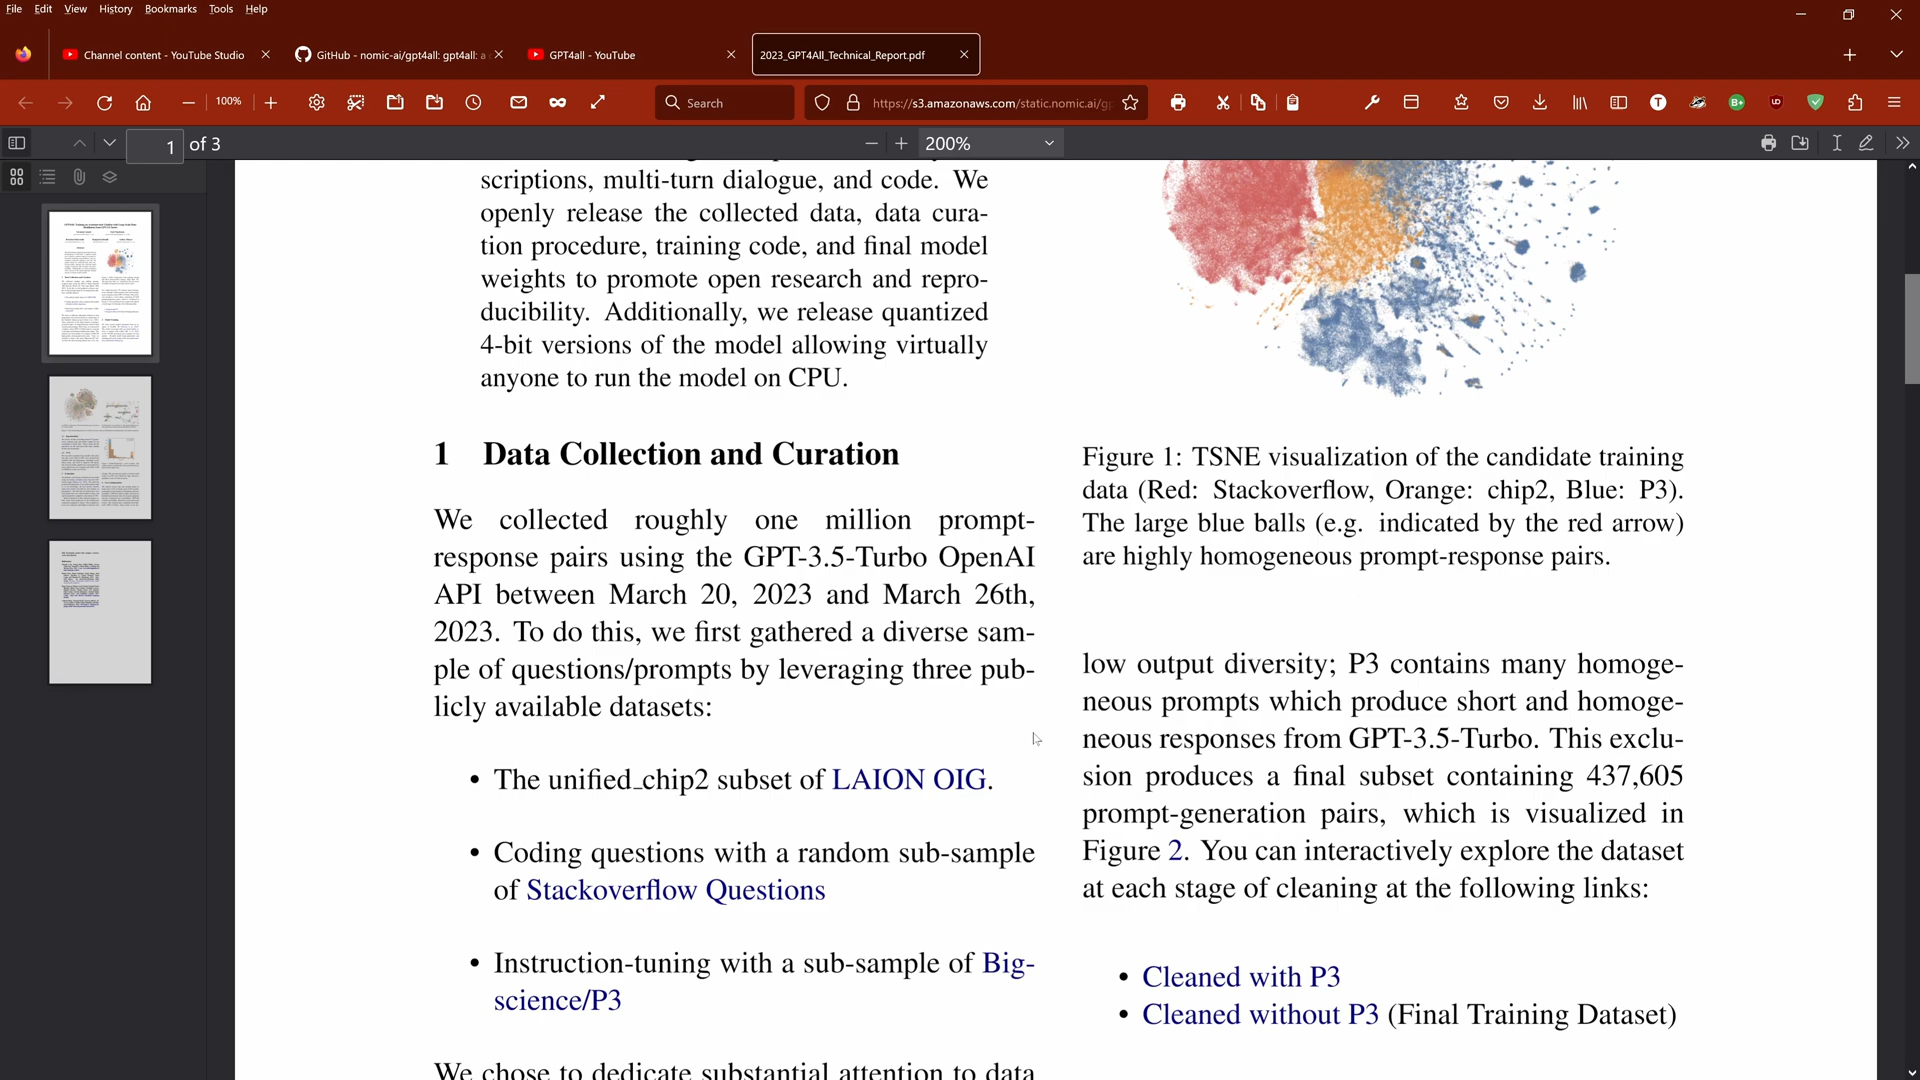 File Edit View History Bookmarks Tools Help
Channel content - YouTube Studio
GitHub - nomic-ai/gpt4all: gpt4all: a
GPT4all - YouTube
2023_GPT4All_Technical_Report.pdf
100%
Search
https://s3.amazonaws.com/static.nomic.ai/gp
1 of 3
200%
scriptions, multi-turn dialogue, and code. We
openly release the collected data, data cura-
tion procedure, training code, and final model
weights to promote open research and repro-
ducibility. Additionally, we release quantized
4-bit versions of the model allowing virtually
anyone to run the model on CPU.
1 Data Collection and Curation
We collected roughly one million prompt-
response pairs using the GPT-3.5-Turbo OpenAI
API between March 20, 2023 and March 26th,
2023. To do this, we first gathered a diverse sam-
ple of questions/prompts by leveraging three pub-
licly available datasets:
• The unified_chip2 subset of LAION OIG.
• Coding questions with a random sub-sample
of Stackoverflow Questions
• Instruction-tuning with a sub-sample of Big-
science/P3
We chose to dedicate substantial attention to data
Figure 1: TSNE visualization of the candidate training
data (Red: Stackoverflow, Orange: chip2, Blue: P3).
The large blue balls (e.g. indicated by the red arrow)
are highly homogeneous prompt-response pairs.
low output diversity; P3 contains many homoge-
neous prompts which produce short and homoge-
neous responses from GPT-3.5-Turbo. This exclu-
sion produces a final subset containing 437,605
prompt-generation pairs, which is visualized in
Figure 2. You can interactively explore the dataset
at each stage of cleaning at the following links:
• Cleaned with P3
• Cleaned without P3 (Final Training Dataset)